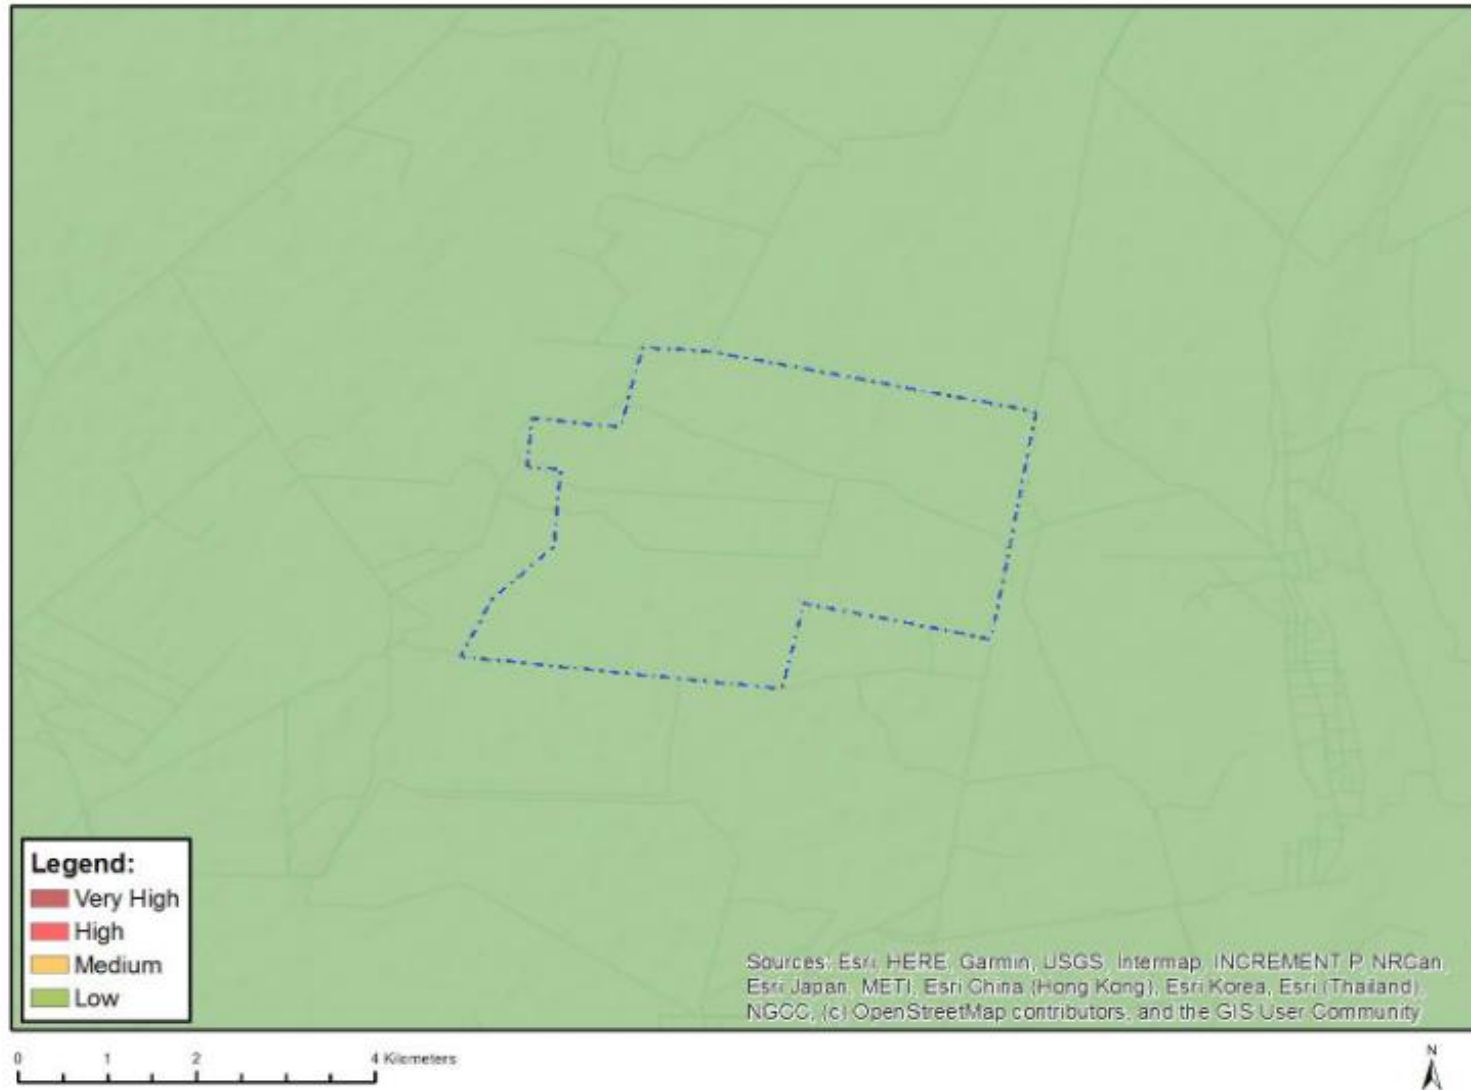 Legend:
Very High
High
Medium
Low
Sources: Esri, HERE, Garmin, USGS, Intermap, INCREMENT P, NRCan,
Esri Japan, METI, Esri China (Hong Kong), Esri Korea, Esri (Thailand),
NGCC, (c) OpenStreetMap contributors, and the GIS User Community
0 1 2 4 Kilometers
N